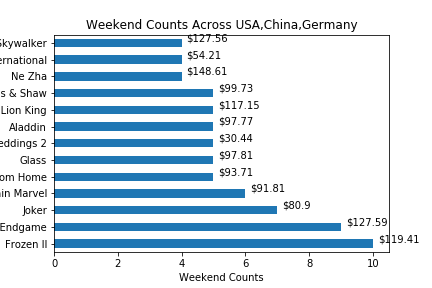 Weekend Counts Across USA,China,Germany
Skywalker $127.56
ernational $54.21
Ne Zha $148.61
s & Shaw $99.73
Lion King $117.15
Aladdin $97.77
eddings 2 $30.44
Glass $97.81
om Home $93.71
in Marvel $91.81
Joker $80.9
Endgame $127.59
Frozen II $119.41
0 2 4 6 8 10
Weekend Counts